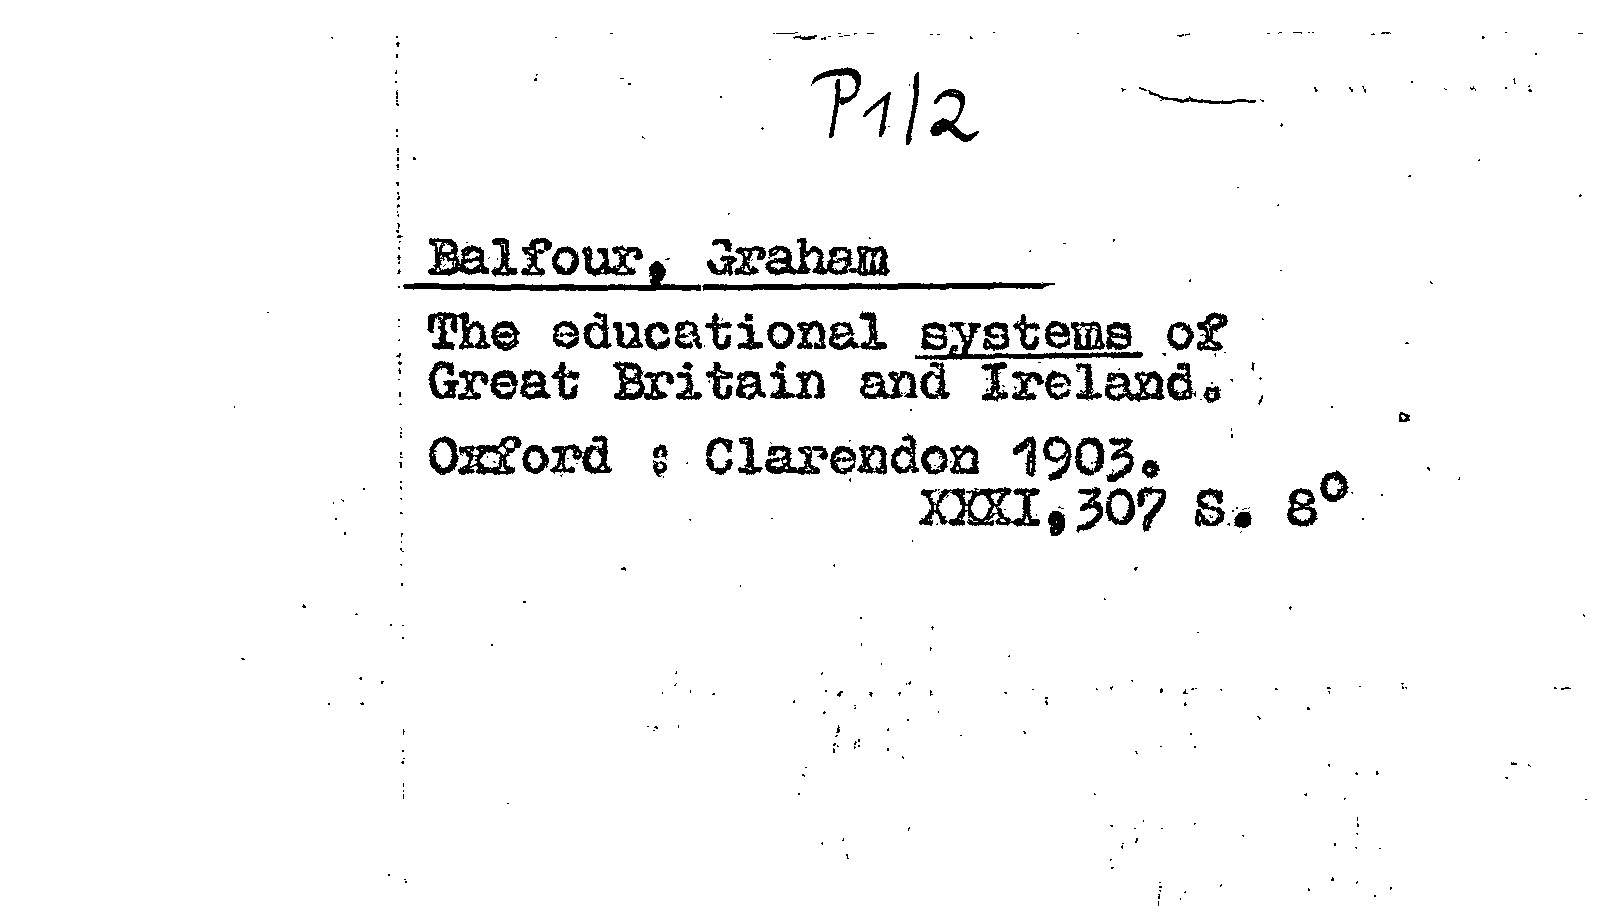 P1/2
Balfour, Graham
The educational systems of
Great Britain and Ireland.
Oxford : Clarendon 1903.
XXXI,307 S. 8°